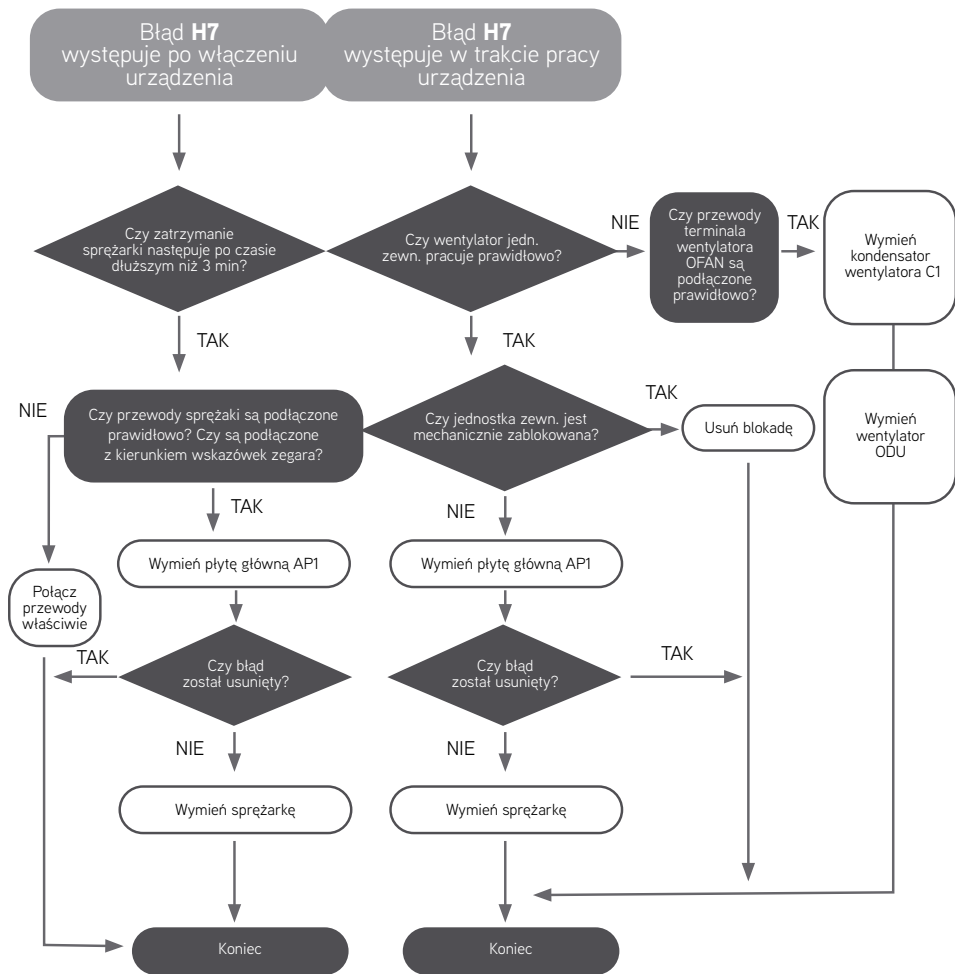 Błąd H7
występuje po włączeniu
urządzenia
Błąd H7
występuje w trakcie pracy
urządzenia
Czy zatrzymanie
sprężarki następuje po czasie
dłuższym niż 3 min?
Czy wentylator jedn.
zewn. pracuje prawidłowo?
NIE
Czy przewody
terminala
wentylatora
OFAN są
podłączone
prawidłowo?
TAK
Wymień
kondensator
wentylatora C1
TAK
TAK
NIE
Czy przewody sprężaki są podłączone
prawidłowo? Czy są podłączone
z kierunkiem wskazówek zegara?
Czy jednostka zewn. jest
mechanicznie zablokowana?
TAK
Usuń blokadę
Wymień
wentylator
ODU
TAK
NIE
Wymień płytę główną AP1
Wymień płytę główną AP1
Połącz
przewody
właściwie
TAK
Czy błąd
został usunięty?
Czy błąd
został usunięty?
TAK
NIE
NIE
Wymień sprężarkę
Wymień sprężarkę
Koniec
Koniec